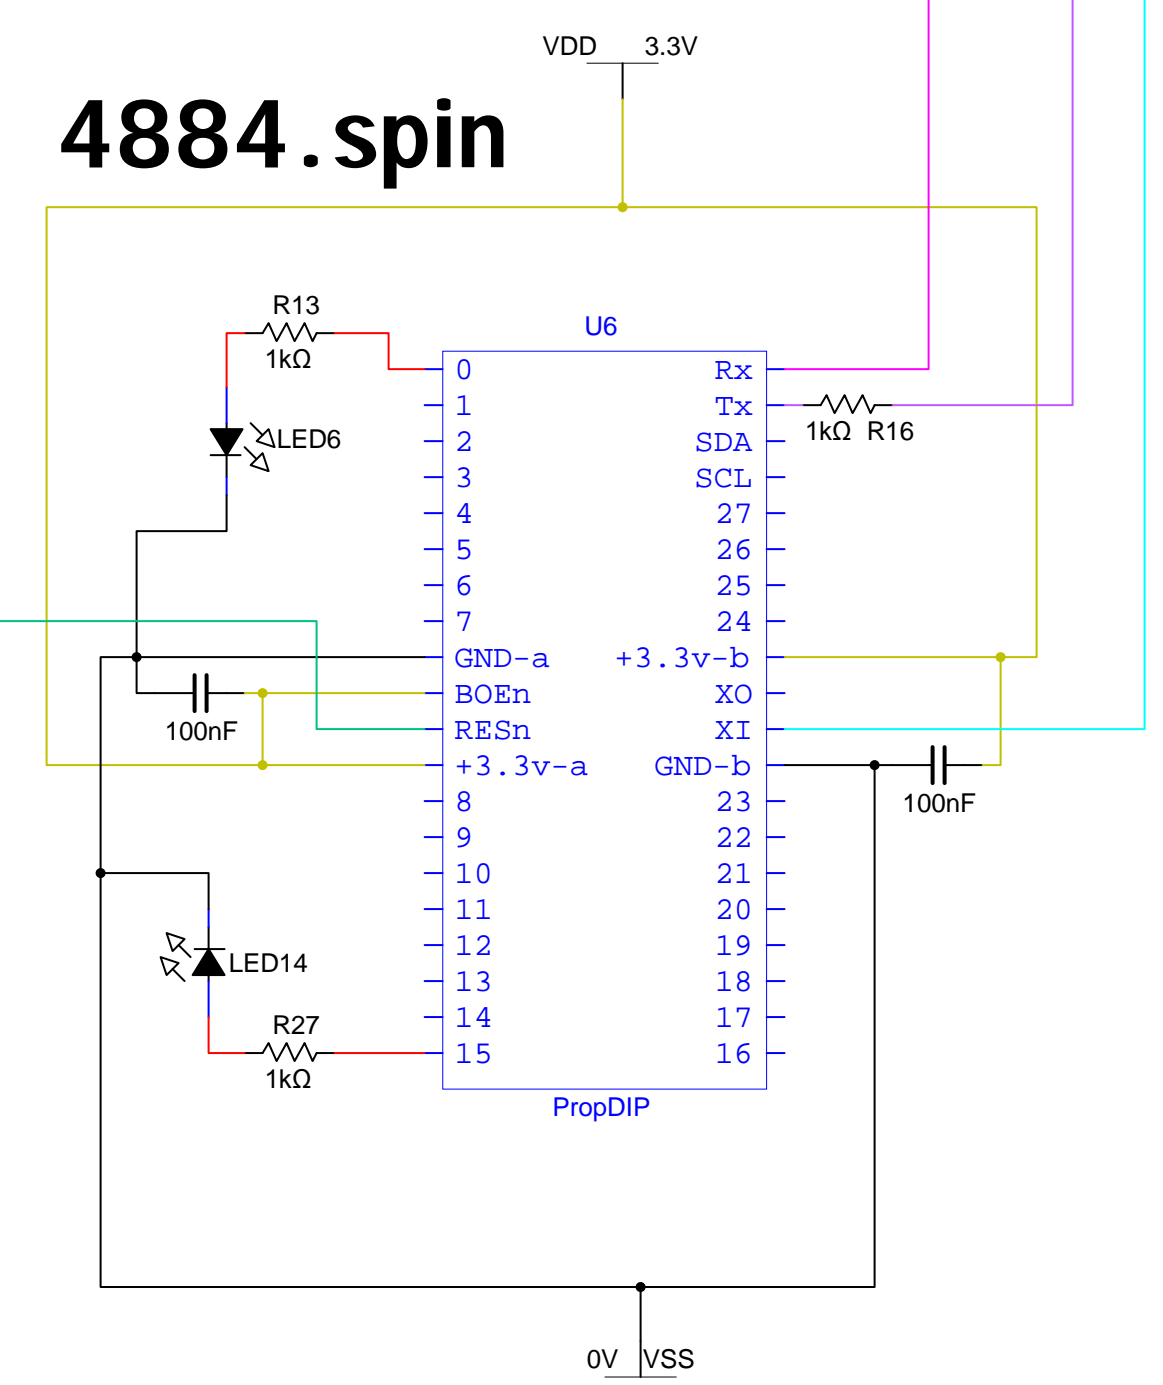 VDD 3.3V
4884.spin
R13
1kΩ
U6
LED6
0 Rx
1 Tx
1kΩ R16
2 SDA
3 SCL
4 27
5 26
6 25
7 24
GND-a +3.3v-b
BOEn XO
100nF
RESn XI
+3.3v-a GND-b
100nF
8 23
9 22
10 21
11 20
12 19
LED14
13 18
14 17
R27
15 16
1kΩ
PropDIP
0V VSS